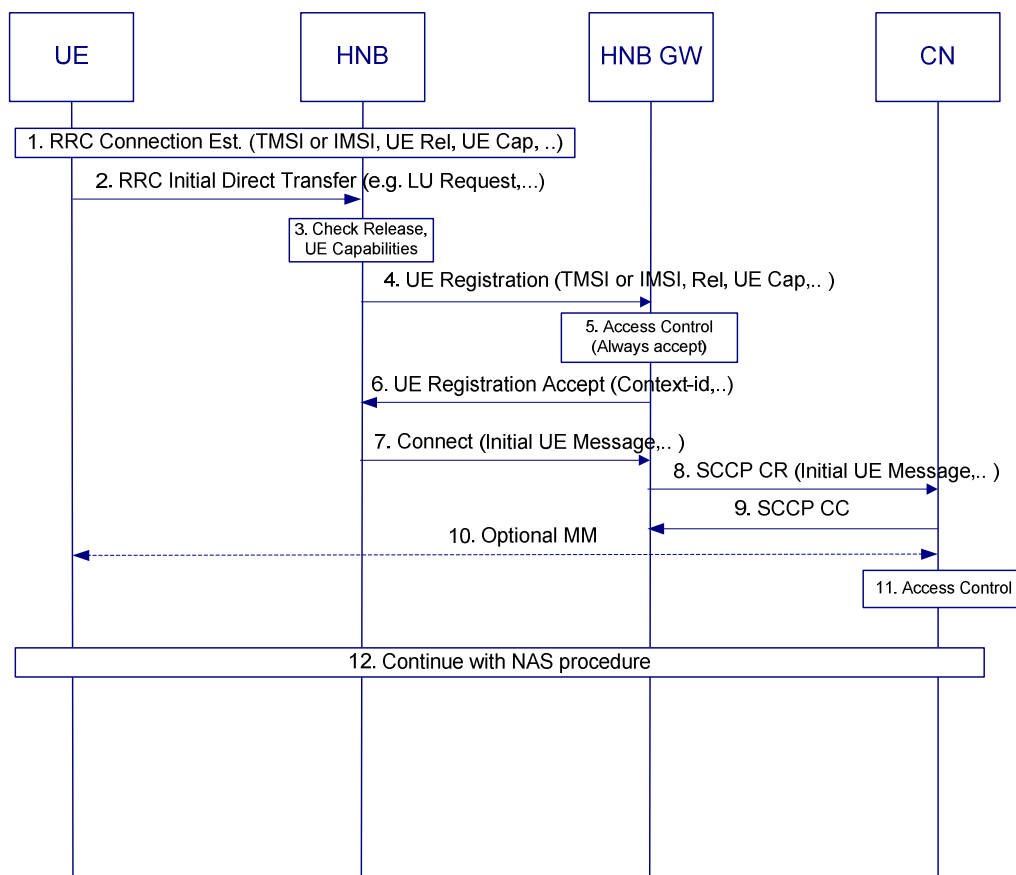 UE
HNB
HNB GW
CN
1. RRC Connection Est. (TMSI or IMSI, UE Rel, UE Cap, ..)
2. RRC Initial Direct Transfer (e.g. LU Request,...)
3. Check Release,
UE Capabilities
4. UE Registration (TMSI or IMSI, Rel, UE Cap,.. )
5. Access Control
(Always accept)
6. UE Registration Accept (Context-id,..)
7. Connect (Initial UE Message,.. )
8. SCCP CR (Initial UE Message,.. )
9. SCCP CC
10. Optional MM
11. Access Control
12. Continue with NAS procedure